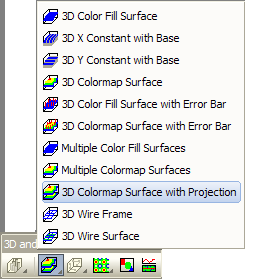 3D Color Fill Surface
3D X Constant with Base
3D Y Constant with Base
3D Colormap Surface
3D Color Fill Surface with Error Bar
3D Colormap Surface with Error Bar
Multiple Color Fill Surfaces
Multiple Colormap Surfaces
3D Colormap Surface with Projection
3D Wire Frame
3D Wire Surface
3D and